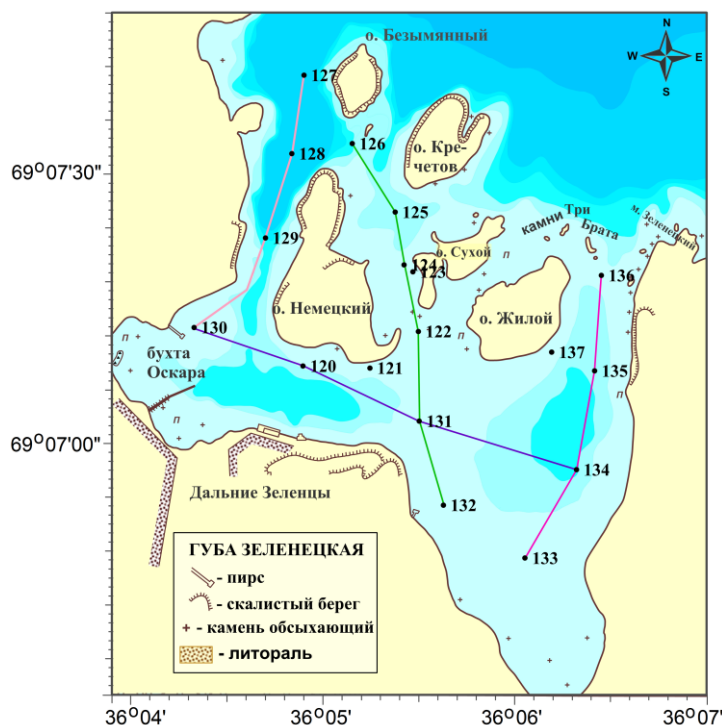 о. Безымянный
N
W E
S
127
126
128
о. Кре-
четов
69°07'30"
125
камни Три
Брата
м. Зеленецкий
129
о. Сухой
124
123
п
136
о. Немецкий
о. Жилой
130
122
п
п
137
бухта
Оскара
120
121
135
п
п
131
69°07'00"
134
Дальние Зеленцы
132
ГУБА ЗЕЛЕНЕЦКАЯ
- пирс
- скалистый берег
+ - камень обсыхающий
- литораль
133
36°04' 36°05' 36°06' 36°07'